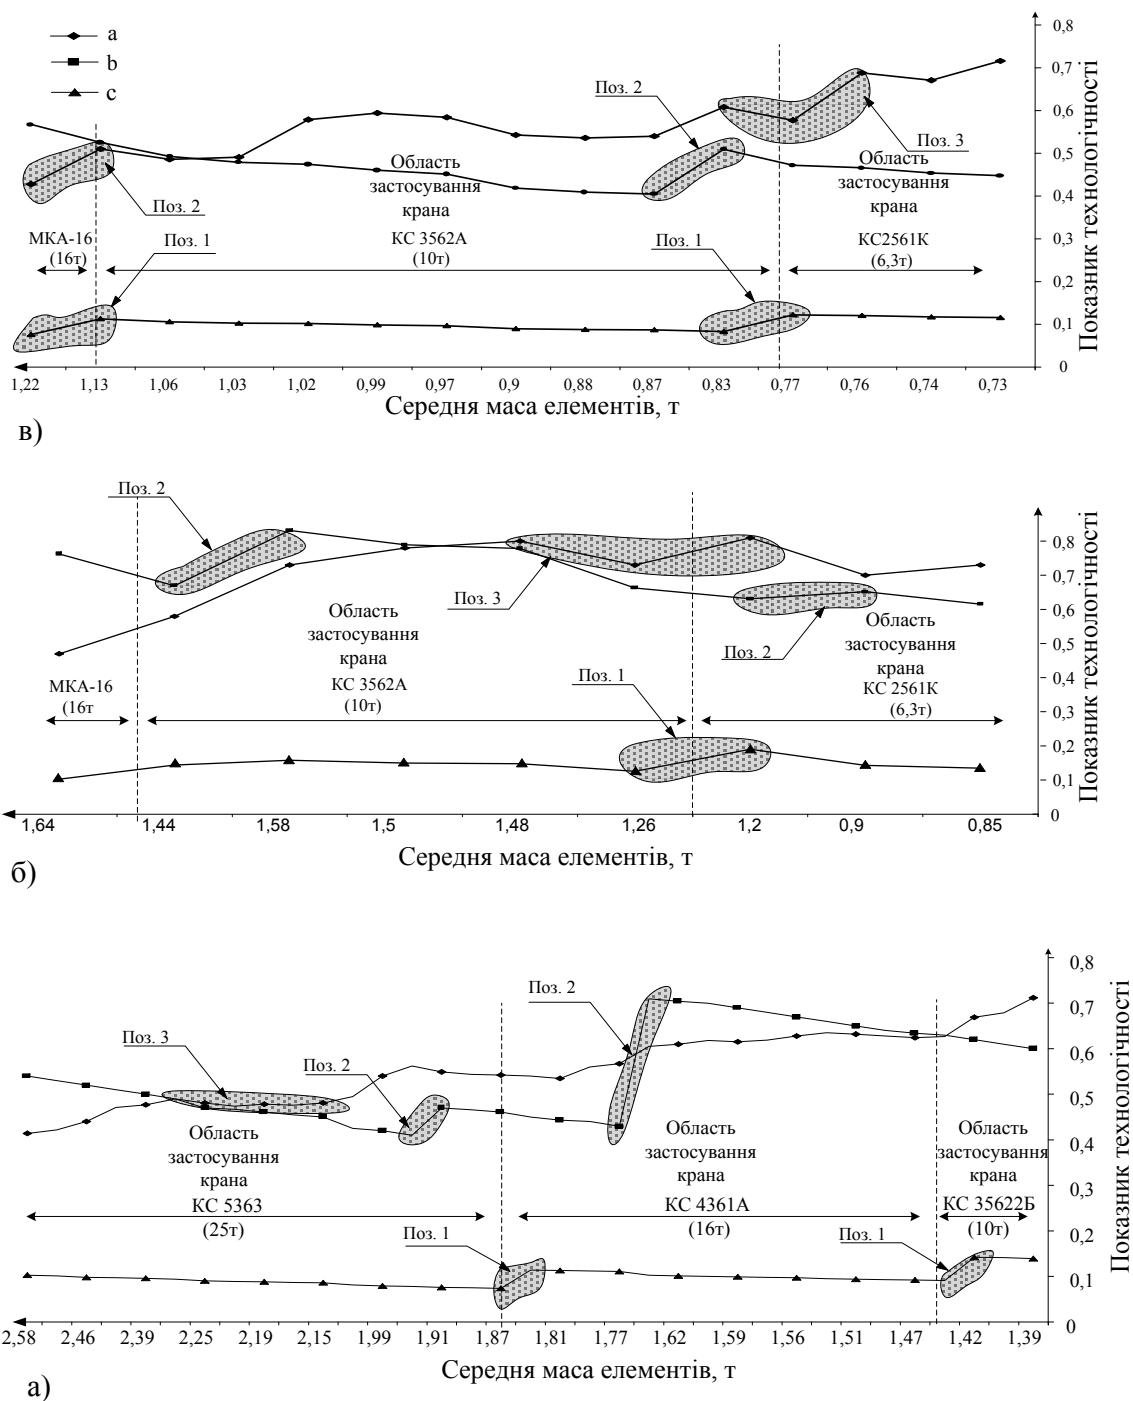 a
b
c
0,8
0,7
0,6
0,5
0,4
0,3
0,2
0,1
0
Показник технологічності
Поз. 2
Поз. 3
Область
застосування
крана
Область
застосування
крана
Поз. 2
Поз. 1
Поз. 1
МКА-16
(16т)
КС 3562А
(10т)
КС2561К
(6,3т)
1,22 1,13 1,06 1,03 1,02 0,99 0,97 0,9 0,88 0,87 0,83 0,77 0,76 0,74 0,73
Середня маса елементів, т
в)
Поз. 2
0,8
0,7
0,6
0,5
0,4
0,3
0,2
0,1
0
Показник технологічності
Поз. 3
Область
застосування
крана
Область
застосування
крана
Поз. 2
Поз. 1
МКА-16
(16т
КС 3562А
(10т)
КС 2561К
(6,3т)
1,64 1,44 1,58 1,5 1,48 1,26 1,2 0,9 0,85
Середня маса елементів, т
б)
0,8
0,7
0,6
0,5
0,4
0,3
0,2
0,1
0
Показник технологічності
Поз. 2
Поз. 3
Поз. 2
Область
застосування
крана
Область
застосування
крана
Область
застосування
крана
КС 5363
(25т)
КС 4361А
(16т)
КС 35622Б
(10т)
Поз. 1
Поз. 1
2,58 2,46 2,39 2,25 2,19 2,15 1,99 1,91 1,87 1,81 1,77 1,62 1,59 1,56 1,51 1,47 1,42 1,39
Середня маса елементів, т
а)